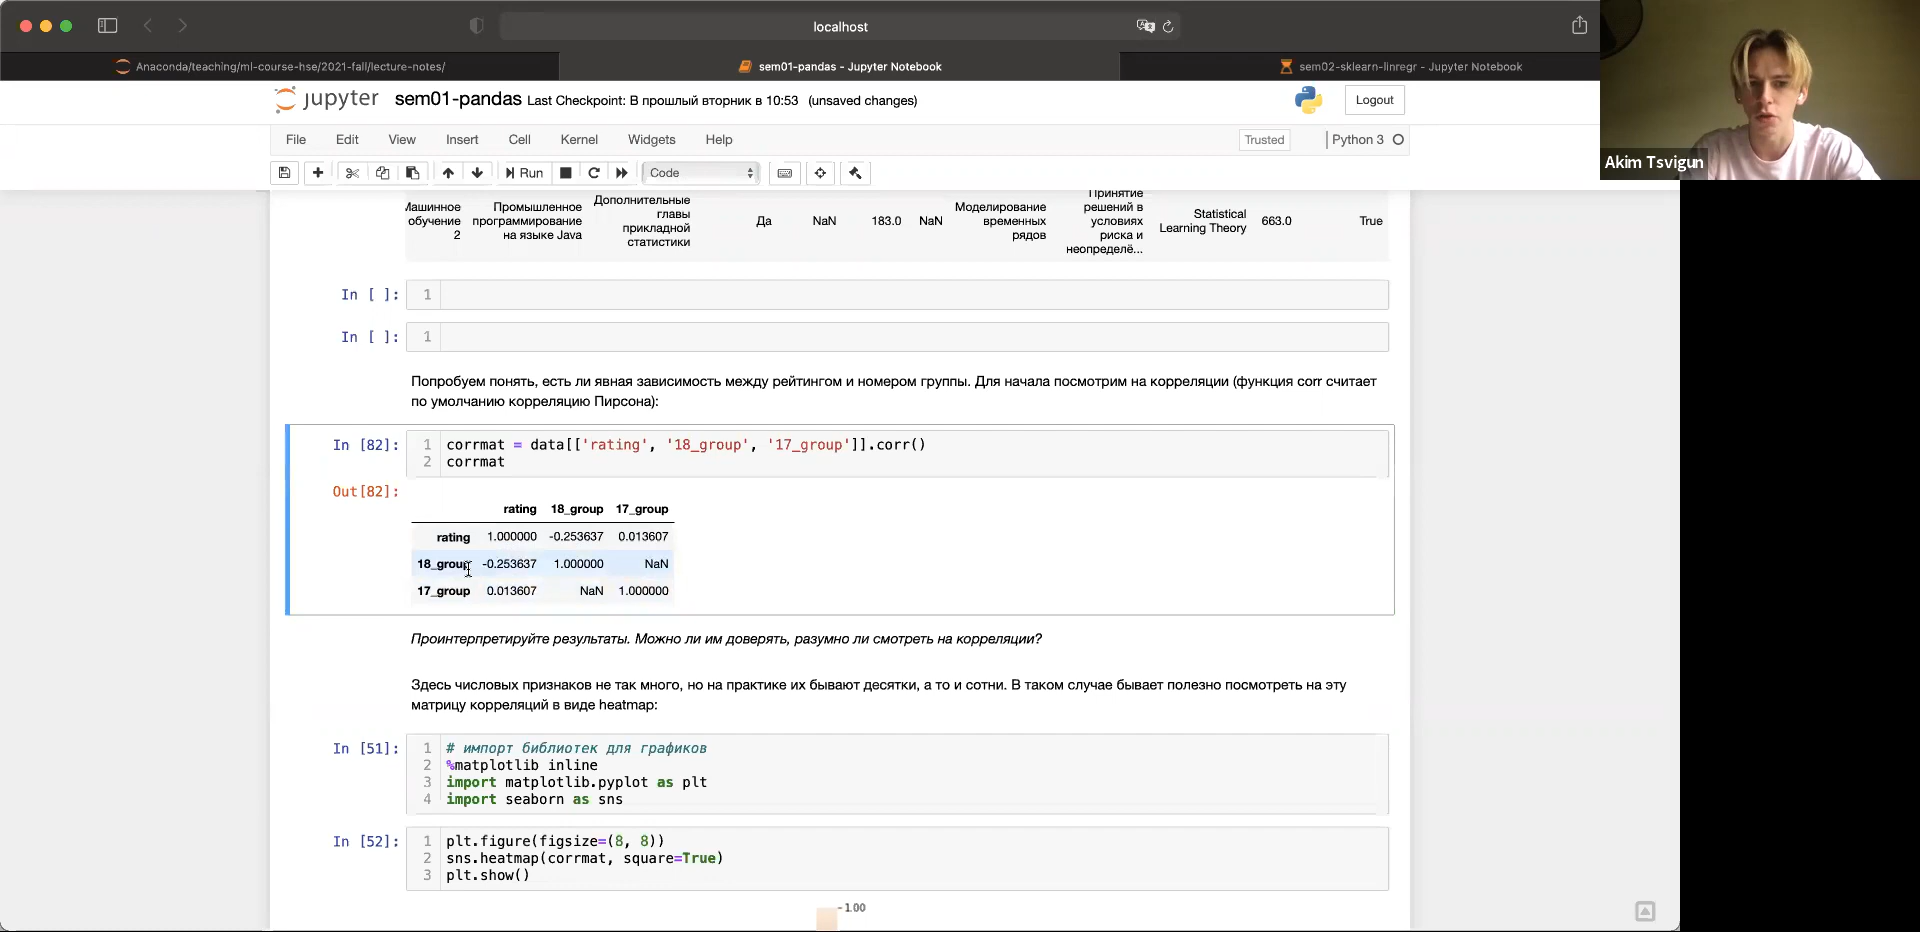 localhost
Anaconda/teaching/ml-course-hse/2021-fall/lecture-notes/
sem01-pandas - Jupyter Notebook
sem02-sklearn-linregr - Jupyter Notebook
jupyter sem01-pandas Last Checkpoint: В прошлый вторник в 10:53 (unsaved changes)
Logout
File Edit View Insert Cell Kernel Widgets Help
Trusted
Python 3
Akim Tsvigun
Run
Code
Машинное обучение 2
Промышленное программирование на языке Java
Дополнительные главы прикладной статистики
Да
NaN
183.0
NaN
Моделирование временных рядов
Принятие решений в условиях риска и неопределё...
Statistical Learning Theory
663.0
True
In [ ]: 1
In [ ]: 1
Попробуем понять, есть ли явная зависимость между рейтингом и номером группы. Для начала посмотрим на корреляции (функция corr считает
по умолчанию корреляцию Пирсона):
In [82]: 1 corrmat = data[['rating', '18_group', '17_group']].corr()
2 corrmat
Out[82]:
rating 18_group 17_group
rating 1.000000 -0.253637 0.013607
18_group -0.253637 1.000000 NaN
17_group 0.013607 NaN 1.000000
Проинтерпретируйте результаты. Можно ли им доверять, разумно ли смотреть на корреляции?
Здесь числовых признаков не так много, но на практике их бывают десятки, а то и сотни. В таком случае бывает полезно посмотреть на эту
матрицу корреляций в виде heatmap:
In [51]: 1 # импорт библиотек для графиков
2 %matplotlib inline
3 import matplotlib.pyplot as plt
4 import seaborn as sns
In [52]: 1 plt.figure(figsize=(8, 8))
2 sns.heatmap(corrmat, square=True)
3 plt.show()
- 1.00